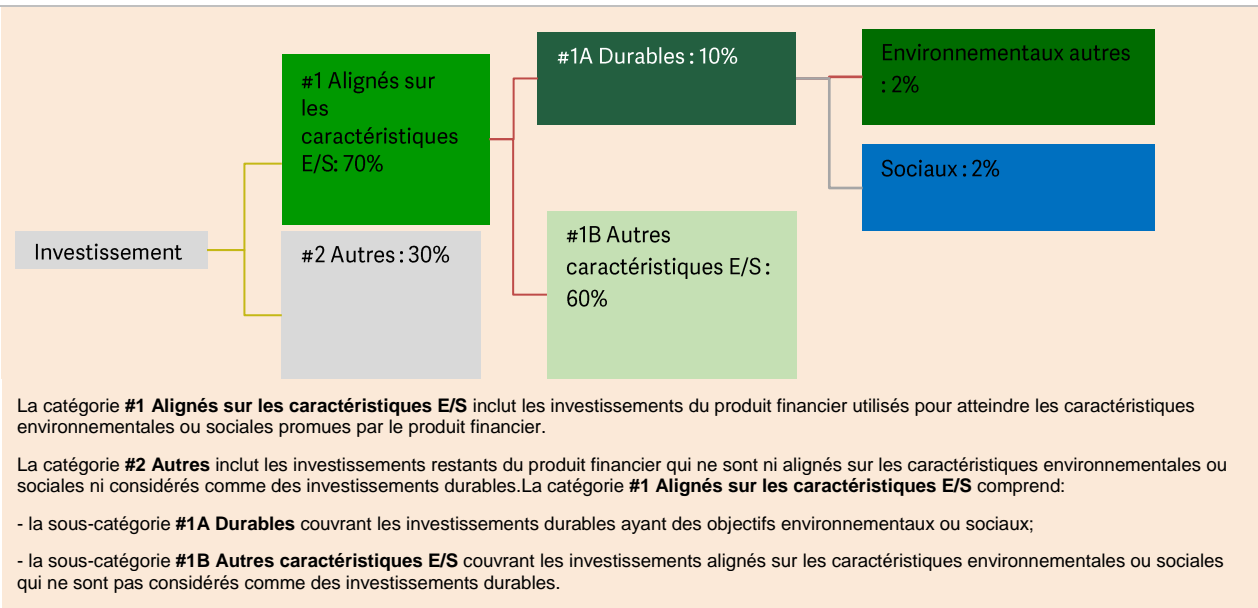 Investissement
#1 Alignés sur
les
caractéristiques
E/S: 70%
#2 Autres : 30%
#1A Durables : 10%
#1B Autres
caractéristiques E/S :
60%
Environnementaux autres
: 2%
Sociaux : 2%
La catégorie #1 Alignés sur les caractéristiques E/S inclut les investissements du produit financier utilisés pour atteindre les caractéristiques
environnementales ou sociales promues par le produit financier.
La catégorie #2 Autres inclut les investissements restants du produit financier qui ne sont ni alignés sur les caractéristiques environnementales ou
sociales ni considérés comme des investissements durables.La catégorie #1 Alignés sur les caractéristiques E/S comprend:
- la sous-catégorie #1A Durables couvrant les investissements durables ayant des objectifs environnementaux ou sociaux;
- la sous-catégorie #1B Autres caractéristiques E/S couvrant les investissements alignés sur les caractéristiques environnementales ou sociales
qui ne sont pas considérés comme des investissements durables.